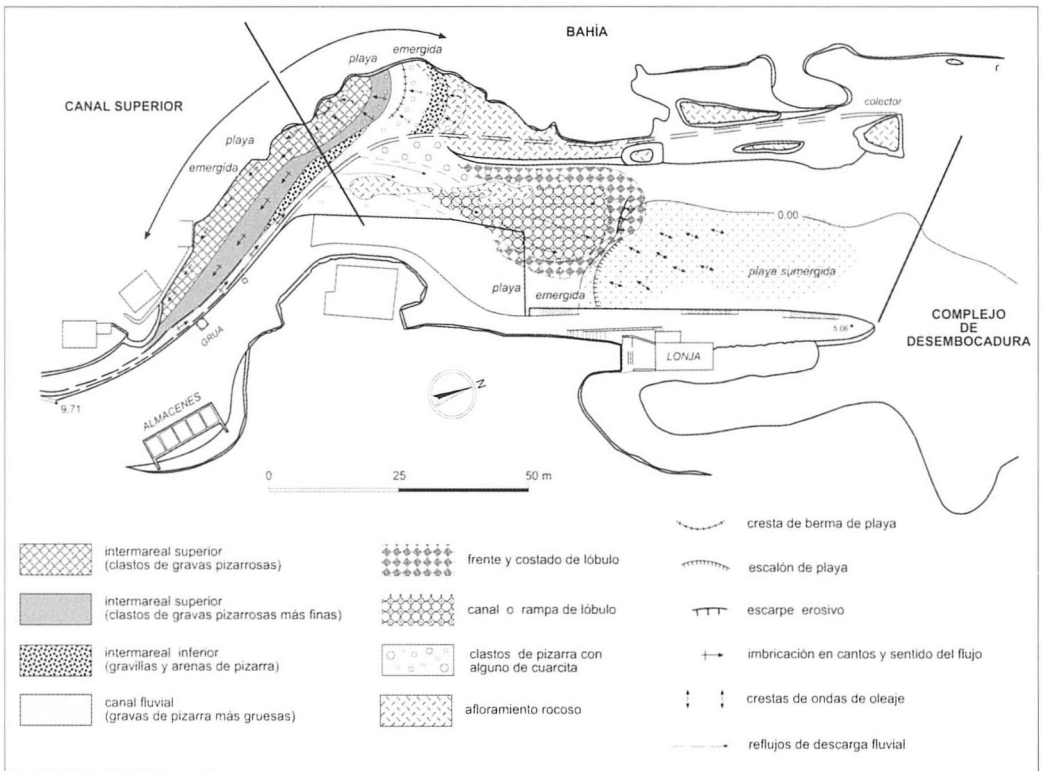 BAHÍA
emergida
playa
CANAL SUPERIOR
colector
playa
emergida
0.00
playa sumergida
playa
emergida
COMPLEJO
DE
DESEMBOCADURA
5.06
LONJA
GRUA
N
9.71
ALMACENES
0 25 50 m
cresta de berma de playa
intermareal superior
(clastos de gravas pizarrosas)
frente y costado de lóbulo
escalón de playa
intermareal superior
(clastos de gravas pizarrosas más finas)
canal o rampa de lóbulo
escarpe erosivo
intermareal inferior
(gravillas y arenas de pizarra)
clastos de pizarra con
alguno de cuarcita
imbricación en cantos y sentido del flujo
canal fluvial
(gravas de pizarra más gruesas)
afloramiento rocoso
crestas de ondas de oleaje
reflujos de descarga fluvial